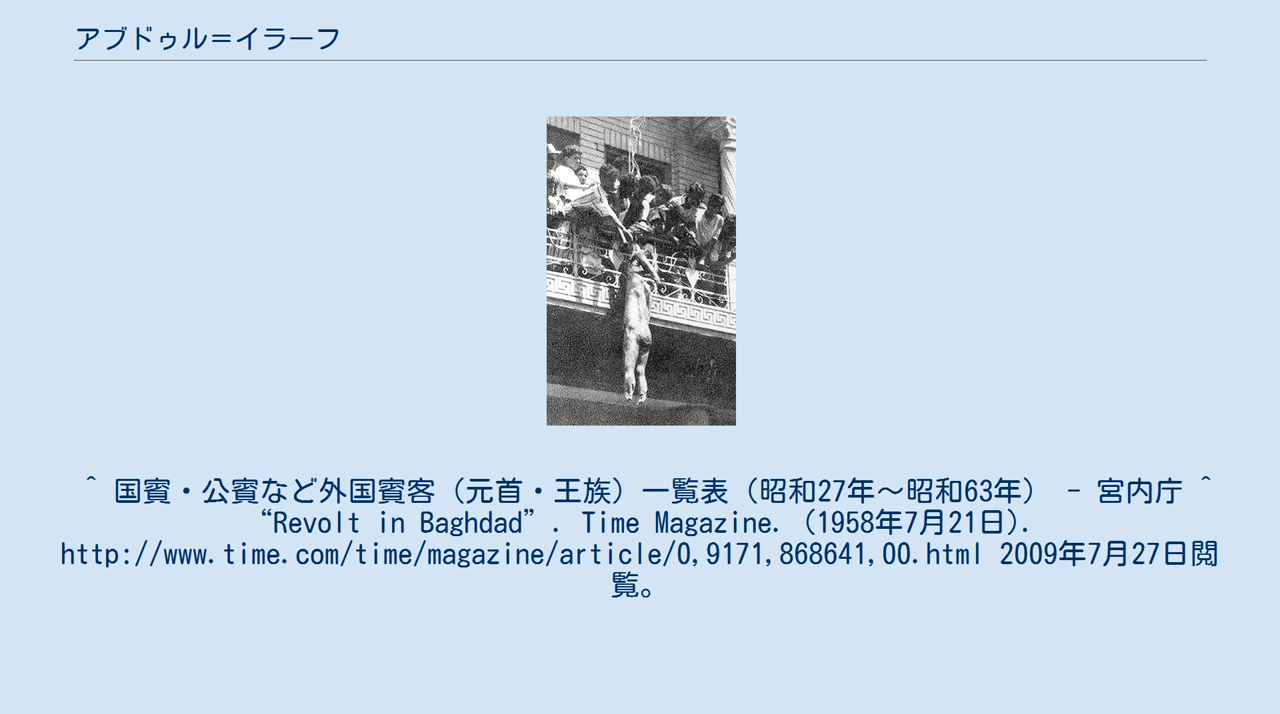 アブドゥル＝イラーフ
^ 国賓・公賓など外国賓客（元首・王族）一覧表（昭和27年～昭和63年） - 宮内庁 ^
“Revolt in Baghdad”. Time Magazine. (1958年7月21日).
http://www.time.com/time/magazine/article/0,9171,868641,00.html 2009年7月27日閲
覧。